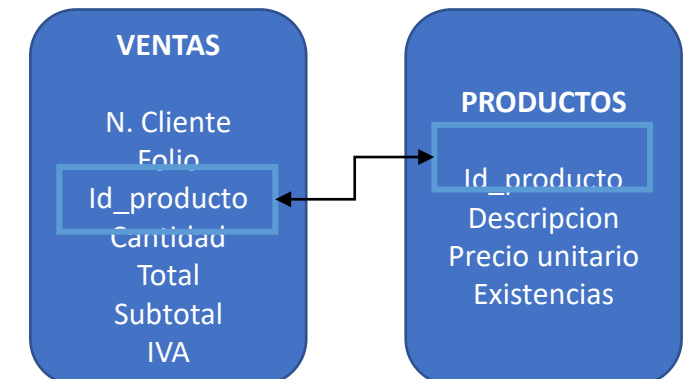 VENTAS
N. Cliente
Folio
Id_producto
Cantidad
Total
Subtotal
IVA
PRODUCTOS
Id_producto
Descripcion
Precio unitario
Existencias